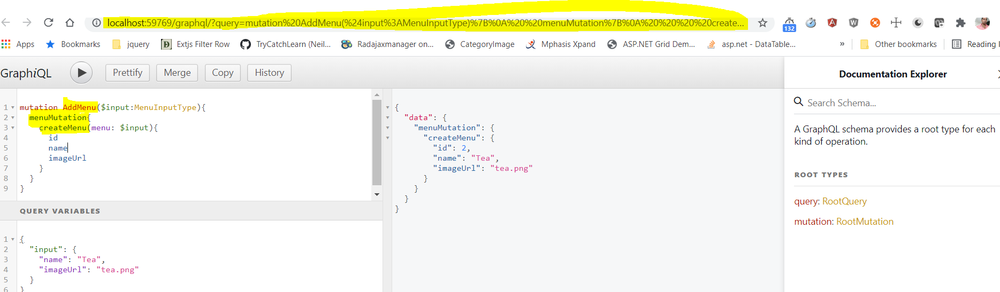 localhost:59769/graphql/?query=mutation%20AddMenu(%24input%3AMenuInputType)%7B%0A%20%20menuMutation%7B%0A%20%20%20%20create...
132
Apps Bookmarks jquery Extjs Filter Row TryCatchLearn (Neil... Radajaxmanager on... CategoryImage Mphasis Xpand ASP.NET Grid Dem... asp.net - DataTable... » Other bookmarks Reading l
GraphiQL Prettify Merge Copy History
Documentation Explorer
1 mutation AddMenu($input:MenuInputType){
2 menuMutation{
3 createMenu(menu: $input){
4 id
5 name
6 imageUrl
7 }
8 }
9 }
QUERY VARIABLES
1 {
2 "input": {
3 "name": "Tea",
4 "imageUrl": "tea.png"
5 }
6 }
{
"data": {
"menuMutation": {
"createMenu": {
"id": 2,
"name": "Tea",
"imageUrl": "tea.png"
}
}
}
}
Search Schema...
A GraphQL schema provides a root type for each
kind of operation.
ROOT TYPES
query: RootQuery
mutation: RootMutation